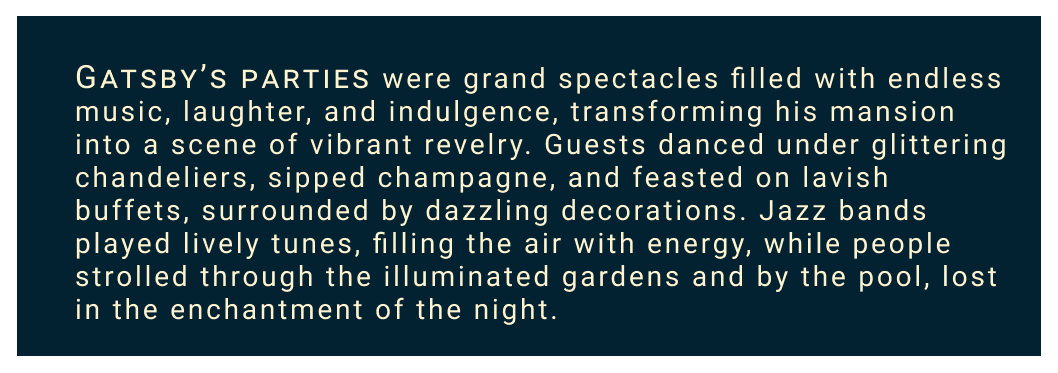 Gatsby’s parties were grand spectacles filled with endless
music, laughter, and indulgence, transforming his mansion
into a scene of vibrant revelry. Guests danced under glittering
chandeliers, sipped champagne, and feasted on lavish
buffets, surrounded by dazzling decorations. Jazz bands
played lively tunes, filling the air with energy, while people
strolled through the illuminated gardens and by the pool, lost
in the enchantment of the night.